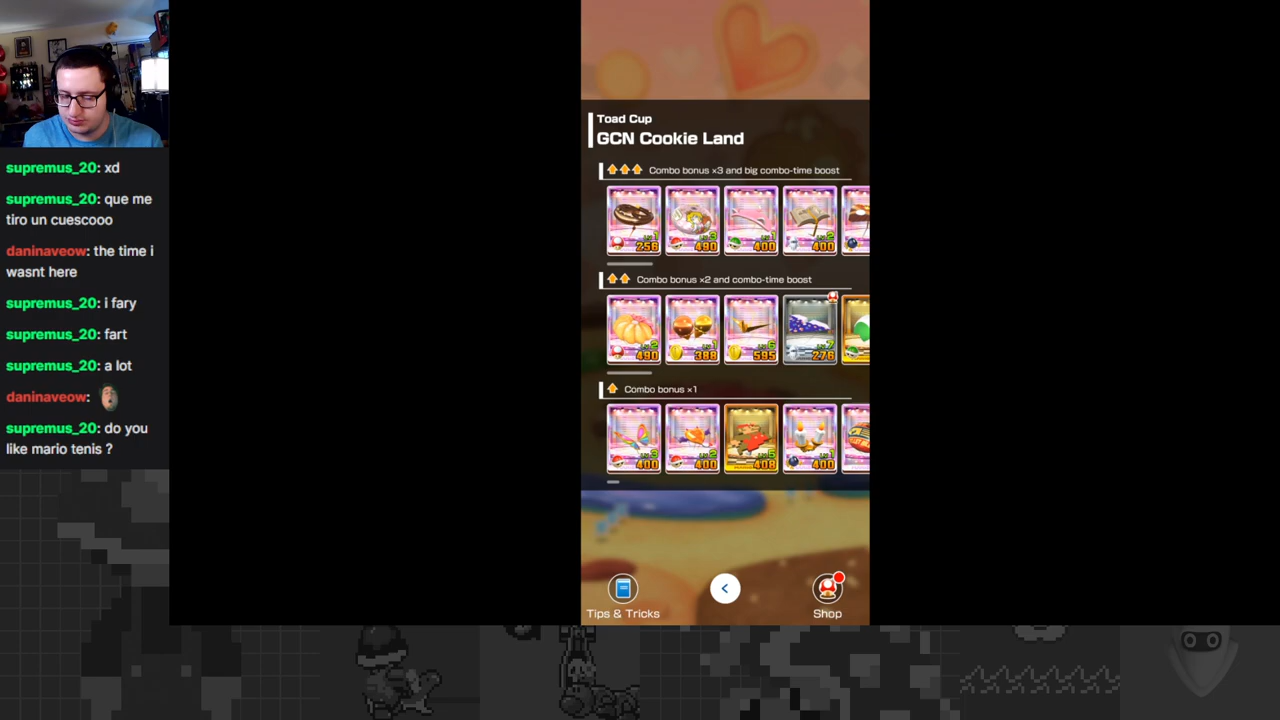 supremus_20: xd
supremus_20: que me
tiro un cuescooo
daninaveow: the time i
wasnt here
supremus_20: i fary
supremus_20: fart
supremus_20: a lot
daninaveow:
supremus_20: do you
like mario tenis ?
Toad Cup
GCN Cookie Land
Combo bonus ×3 and big combo-time boost
256
490
400
400
Combo bonus ×2 and combo-time boost
490
388
595
276
Combo bonus ×1
400
400
408
400
Tips & Tricks
Shop